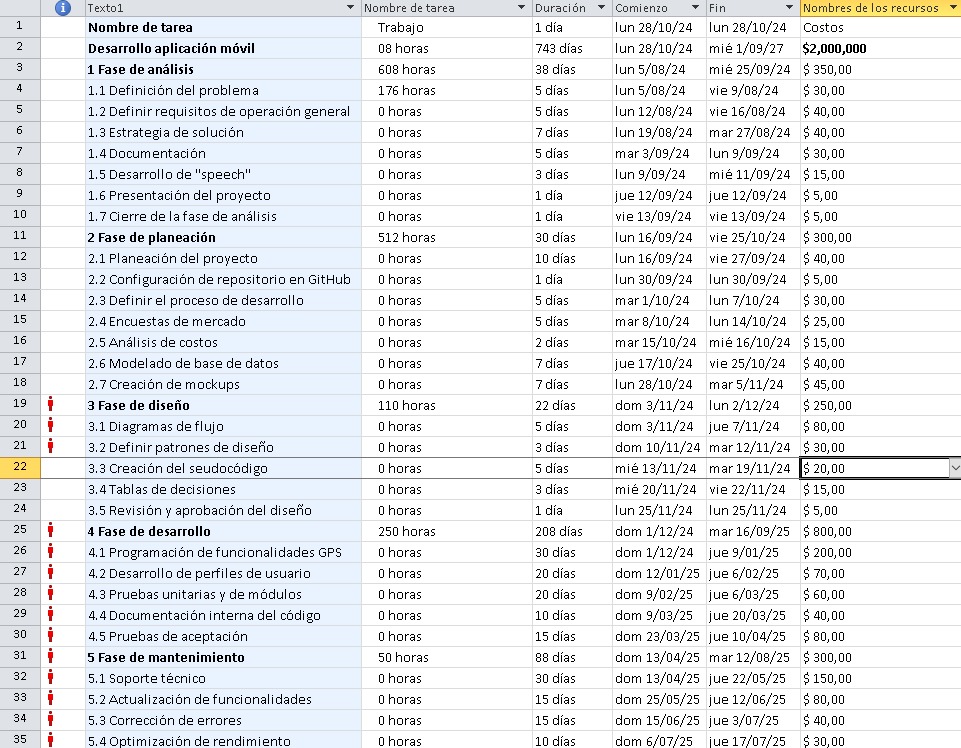 Texto1 Nombre de tarea Duración Comienzo Fin Nombres de los recursos
1 Nombre de tarea Trabajo 1 día lun 28/10/24 lun 28/10/24 Costos
2 Desarrollo aplicación móvil 08 horas 743 días lun 28/10/24 mié 1/09/27 $2,000,000
3 1 Fase de análisis 608 horas 38 días lun 5/08/24 mié 25/09/24 $ 350,00
4 1.1 Definición del problema 176 horas 5 días lun 5/08/24 vie 9/08/24 $ 30,00
5 1.2 Definir requisitos de operación general 0 horas 5 días lun 12/08/24 vie 16/08/24 $ 40,00
6 1.3 Estrategia de solución 0 horas 7 días lun 19/08/24 mar 27/08/24 $ 40,00
7 1.4 Documentación 0 horas 5 días mar 3/09/24 lun 9/09/24 $ 30,00
8 1.5 Desarrollo de "speech" 0 horas 3 días lun 9/09/24 mié 11/09/24 $ 15,00
9 1.6 Presentación del proyecto 0 horas 1 día jue 12/09/24 jue 12/09/24 $ 5,00
10 1.7 Cierre de la fase de análisis 0 horas 1 día vie 13/09/24 vie 13/09/24 $ 5,00
11 2 Fase de planeación 512 horas 30 días lun 16/09/24 vie 25/10/24 $ 300,00
12 2.1 Planeación del proyecto 0 horas 10 días lun 16/09/24 vie 27/09/24 $ 40,00
13 2.2 Configuración de repositorio en GitHub 0 horas 1 día lun 30/09/24 lun 30/09/24 $ 5,00
14 2.3 Definir el proceso de desarrollo 0 horas 5 días mar 1/10/24 lun 7/10/24 $ 30,00
15 2.4 Encuestas de mercado 0 horas 5 días mar 8/10/24 lun 14/10/24 $ 25,00
16 2.5 Análisis de costos 0 horas 2 días mar 15/10/24 mié 16/10/24 $ 15,00
17 2.6 Modelado de base de datos 0 horas 7 días jue 17/10/24 vie 25/10/24 $ 40,00
18 2.7 Creación de mockups 0 horas 7 días lun 28/10/24 mar 5/11/24 $ 45,00
19 3 Fase de diseño 110 horas 22 días dom 3/11/24 lun 2/12/24 $ 250,00
20 3.1 Diagramas de flujo 0 horas 5 días dom 3/11/24 jue 7/11/24 $ 80,00
21 3.2 Definir patrones de diseño 0 horas 3 días dom 10/11/24 mar 12/11/24 $ 30,00
22 3.3 Creación del seudocódigo 0 horas 5 días mié 13/11/24 mar 19/11/24 $ 20,00
23 3.4 Tablas de decisiones 0 horas 3 días mié 20/11/24 vie 22/11/24 $ 15,00
24 3.5 Revisión y aprobación del diseño 0 horas 1 día lun 25/11/24 lun 25/11/24 $ 5,00
25 4 Fase de desarrollo 250 horas 208 días dom 1/12/24 mar 16/09/25 $ 800,00
26 4.1 Programación de funcionalidades GPS 0 horas 30 días dom 1/12/24 jue 9/01/25 $ 200,00
27 4.2 Desarrollo de perfiles de usuario 0 horas 20 días dom 12/01/25 jue 6/02/25 $ 70,00
28 4.3 Pruebas unitarias y de módulos 0 horas 20 días dom 9/02/25 jue 6/03/25 $ 60,00
29 4.4 Documentación interna del código 0 horas 10 días dom 9/03/25 jue 20/03/25 $ 40,00
30 4.5 Pruebas de aceptación 0 horas 15 días dom 23/03/25 jue 10/04/25 $ 80,00
31 5 Fase de mantenimiento 50 horas 88 días dom 13/04/25 mar 12/08/25 $ 300,00
32 5.1 Soporte técnico 0 horas 30 días dom 13/04/25 jue 22/05/25 $ 150,00
33 5.2 Actualización de funcionalidades 0 horas 15 días dom 25/05/25 jue 12/06/25 $ 80,00
34 5.3 Corrección de errores 0 horas 15 días dom 15/06/25 jue 3/07/25 $ 40,00
35 5.4 Optimización de rendimiento 0 horas 10 días dom 6/07/25 jue 17/07/25 $ 30,00